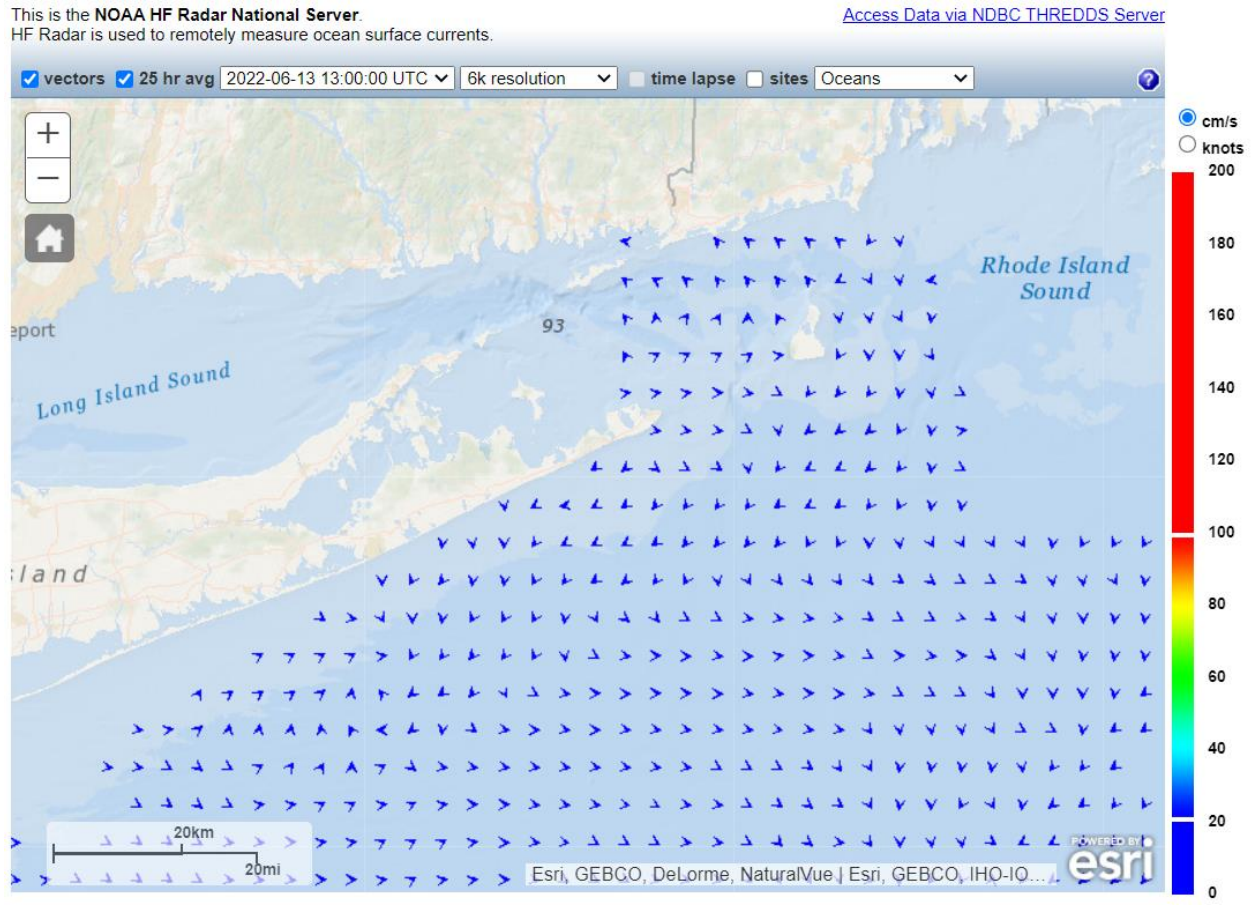 This is the NOAA HF Radar National Server.
Access Data via NDBC THREDDS Server
HF Radar is used to remotely measure ocean surface currents.
vectors 25 hr avg 2022-06-13 13:00:00 UTC 6k resolution time lapse sites Oceans ?
+
−
cm/s
knots
200
180
160
140
120
100
80
60
40
20
0
Rhode Island
Sound
93
eport
Long Island Sound
Island
20km
20mi
Esri, GEBCO, DeLorme, NaturalVue | Esri, GEBCO, IHO-IO...
POWERED BY
esri